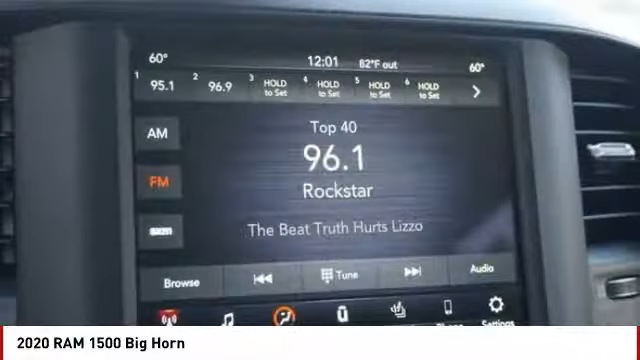 60° 12:01 82°F out 60°
1 95.1 2 96.9 3 HOLD to Set 4 HOLD to Set 5 HOLD to Set 6 HOLD to Set
AM
Top 40
96.1
FM
Rockstar
The Beat Truth Hurts Lizzo
sxm
Browse Tune Audio
Settings
2020 RAM 1500 Big Horn